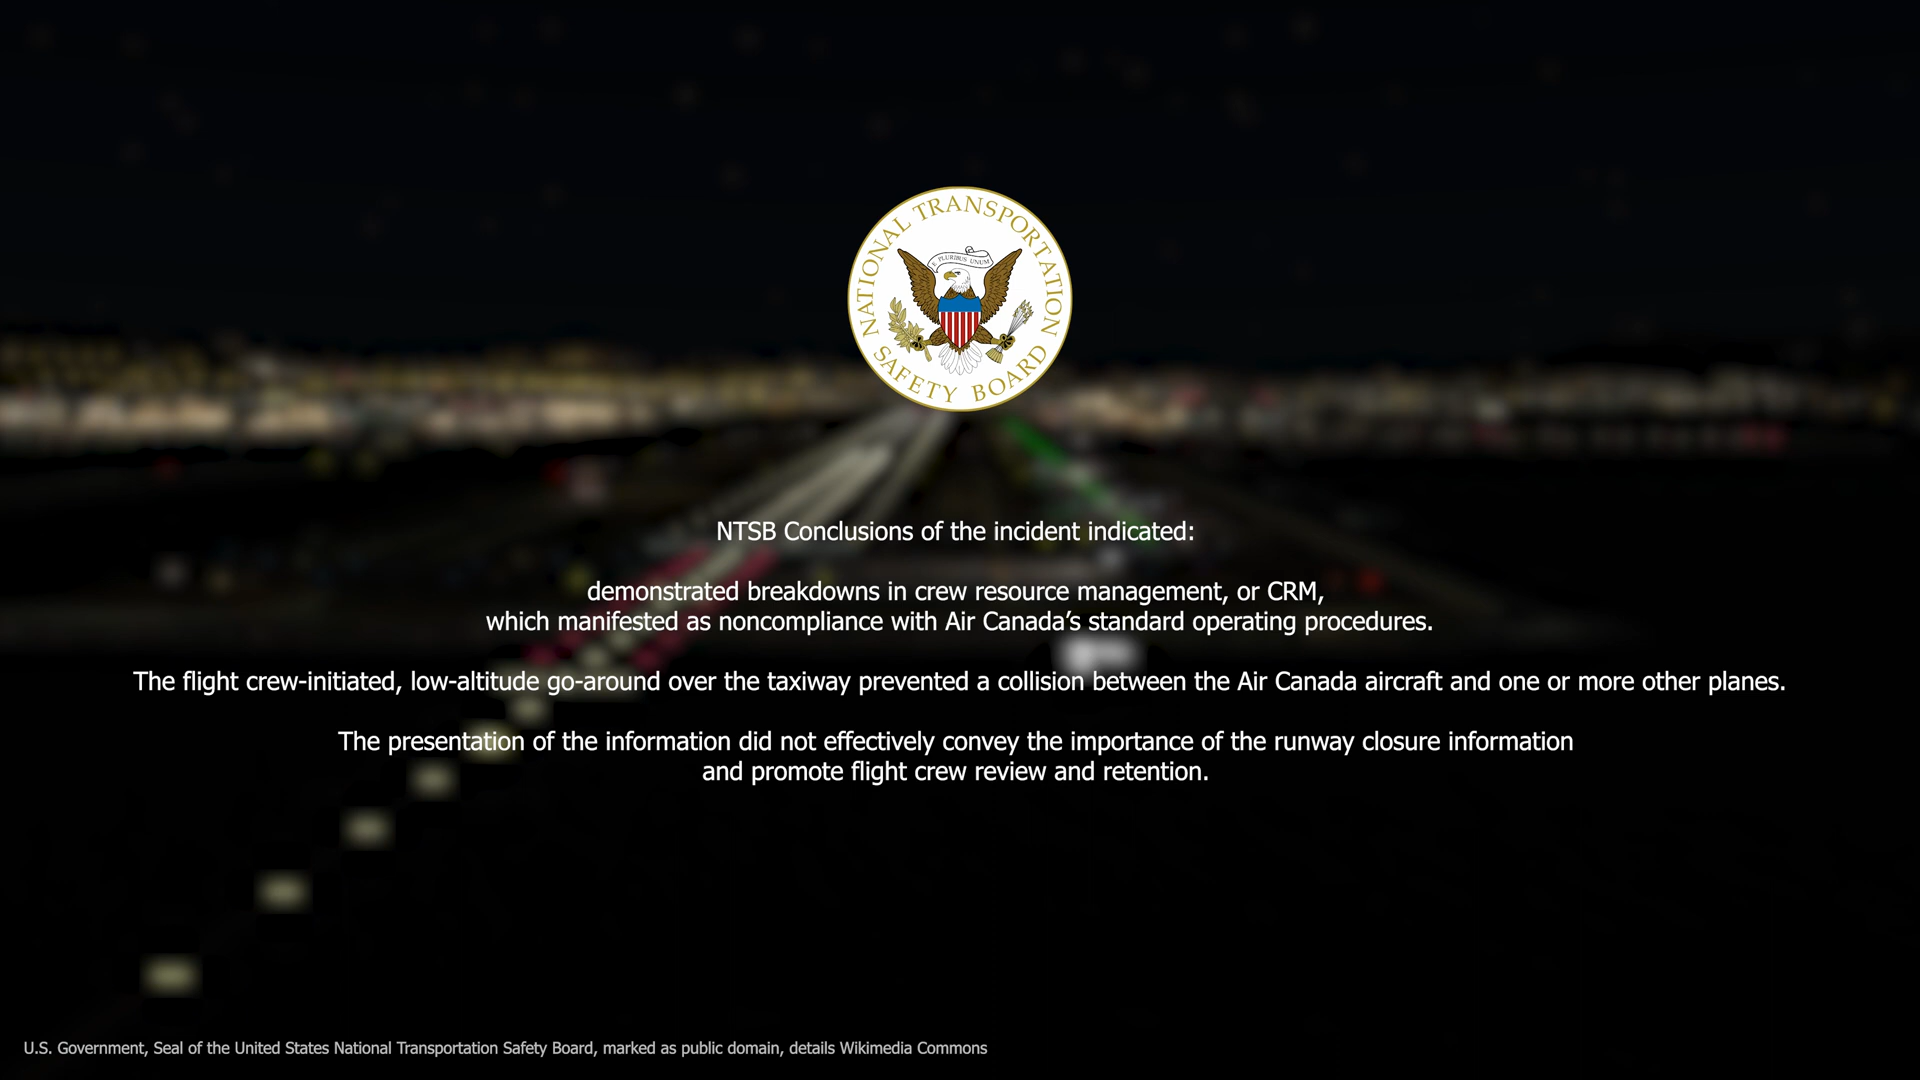 NATIONAL TRANSPORTATION
SAFETY BOARD
E PLURIBUS UNUM
NTSB Conclusions of the incident indicated:
demonstrated breakdowns in crew resource management, or CRM,
which manifested as noncompliance with Air Canada’s standard operating procedures.
The flight crew-initiated, low-altitude go-around over the taxiway prevented a collision between the Air Canada aircraft and one or more other planes.
The presentation of the information did not effectively convey the importance of the runway closure information
and promote flight crew review and retention.
U.S. Government, Seal of the United States National Transportation Safety Board, marked as public domain, details Wikimedia Commons